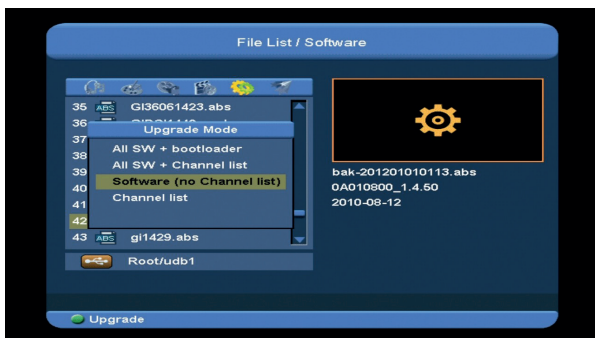 File List / Software
35 ABS GI36061423.abs
36
Upgrade Mode
37
All SW + bootloader
38
All SW + Channel list
39
Software (no Channel list)
40
Channel list
41
42
43 ABS gi1429.abs
Root/udb1
bak-201201010113.abs
0A010800_1.4.50
2010-08-12
Upgrade